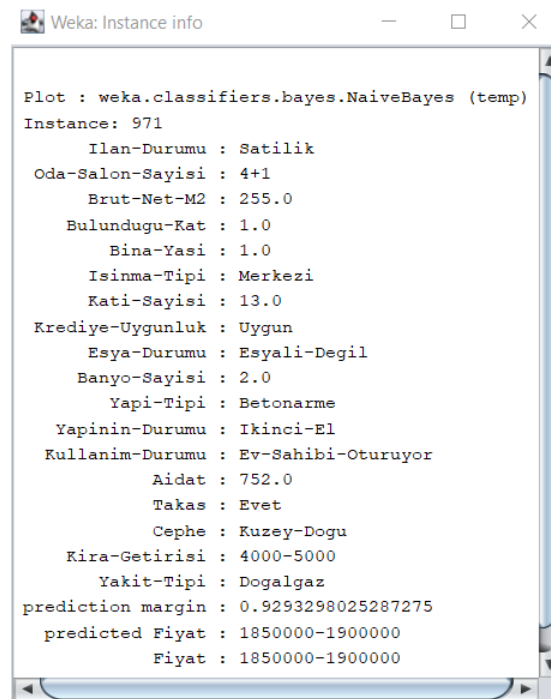 Weka: Instance info
Plot : weka.classifiers.bayes.NaiveBayes (temp)
Instance: 971
Ilan-Durumu : Satilik
Oda-Salon-Sayisi : 4+1
Brut-Net-M2 : 255.0
Bulundugu-Kat : 1.0
Bina-Yasi : 1.0
Isinma-Tipi : Merkezi
Kati-Sayisi : 13.0
Krediye-Uygunluk : Uygun
Esya-Durumu : Esyali-Degil
Banyo-Sayisi : 2.0
Yapi-Tipi : Betonarme
Yapinin-Durumu : Ikinci-El
Kullanim-Durumu : Ev-Sahibi-Oturuyor
Aidat : 752.0
Takas : Evet
Cephe : Kuzey-Dogu
Kira-Getirisi : 4000-5000
Yakit-Tipi : Dogalgaz
prediction margin : 0.9293298025287275
predicted Fiyat : 1850000-1900000
Fiyat : 1850000-1900000